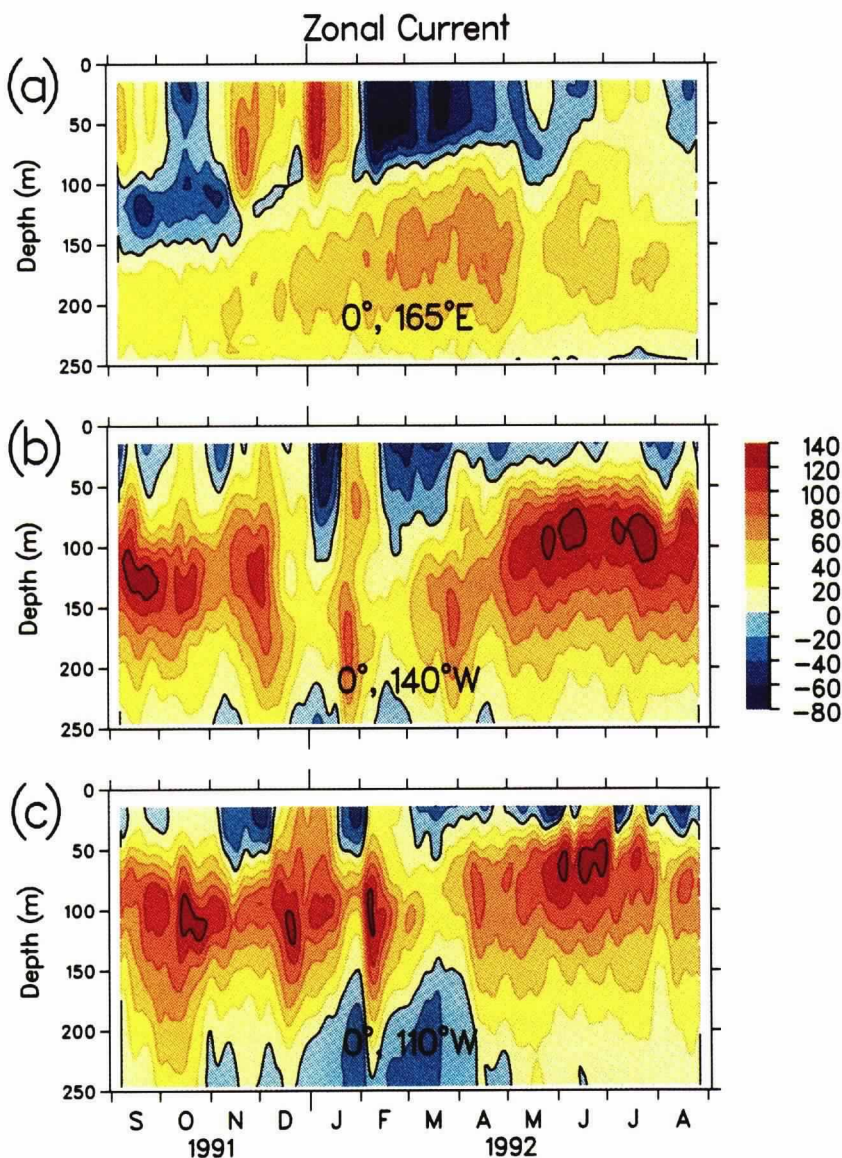 Zonal Current
(a)
0
50
100
150
200
250
Depth (m)
0°, 165°E
(b)
0
50
100
150
200
250
Depth (m)
0°, 140°W
140
120
100
80
60
40
20
0
−20
−40
−60
−80
(c)
0
50
100
150
200
250
Depth (m)
0°, 110°W
S O N D J F M A M J J A
1991 1992